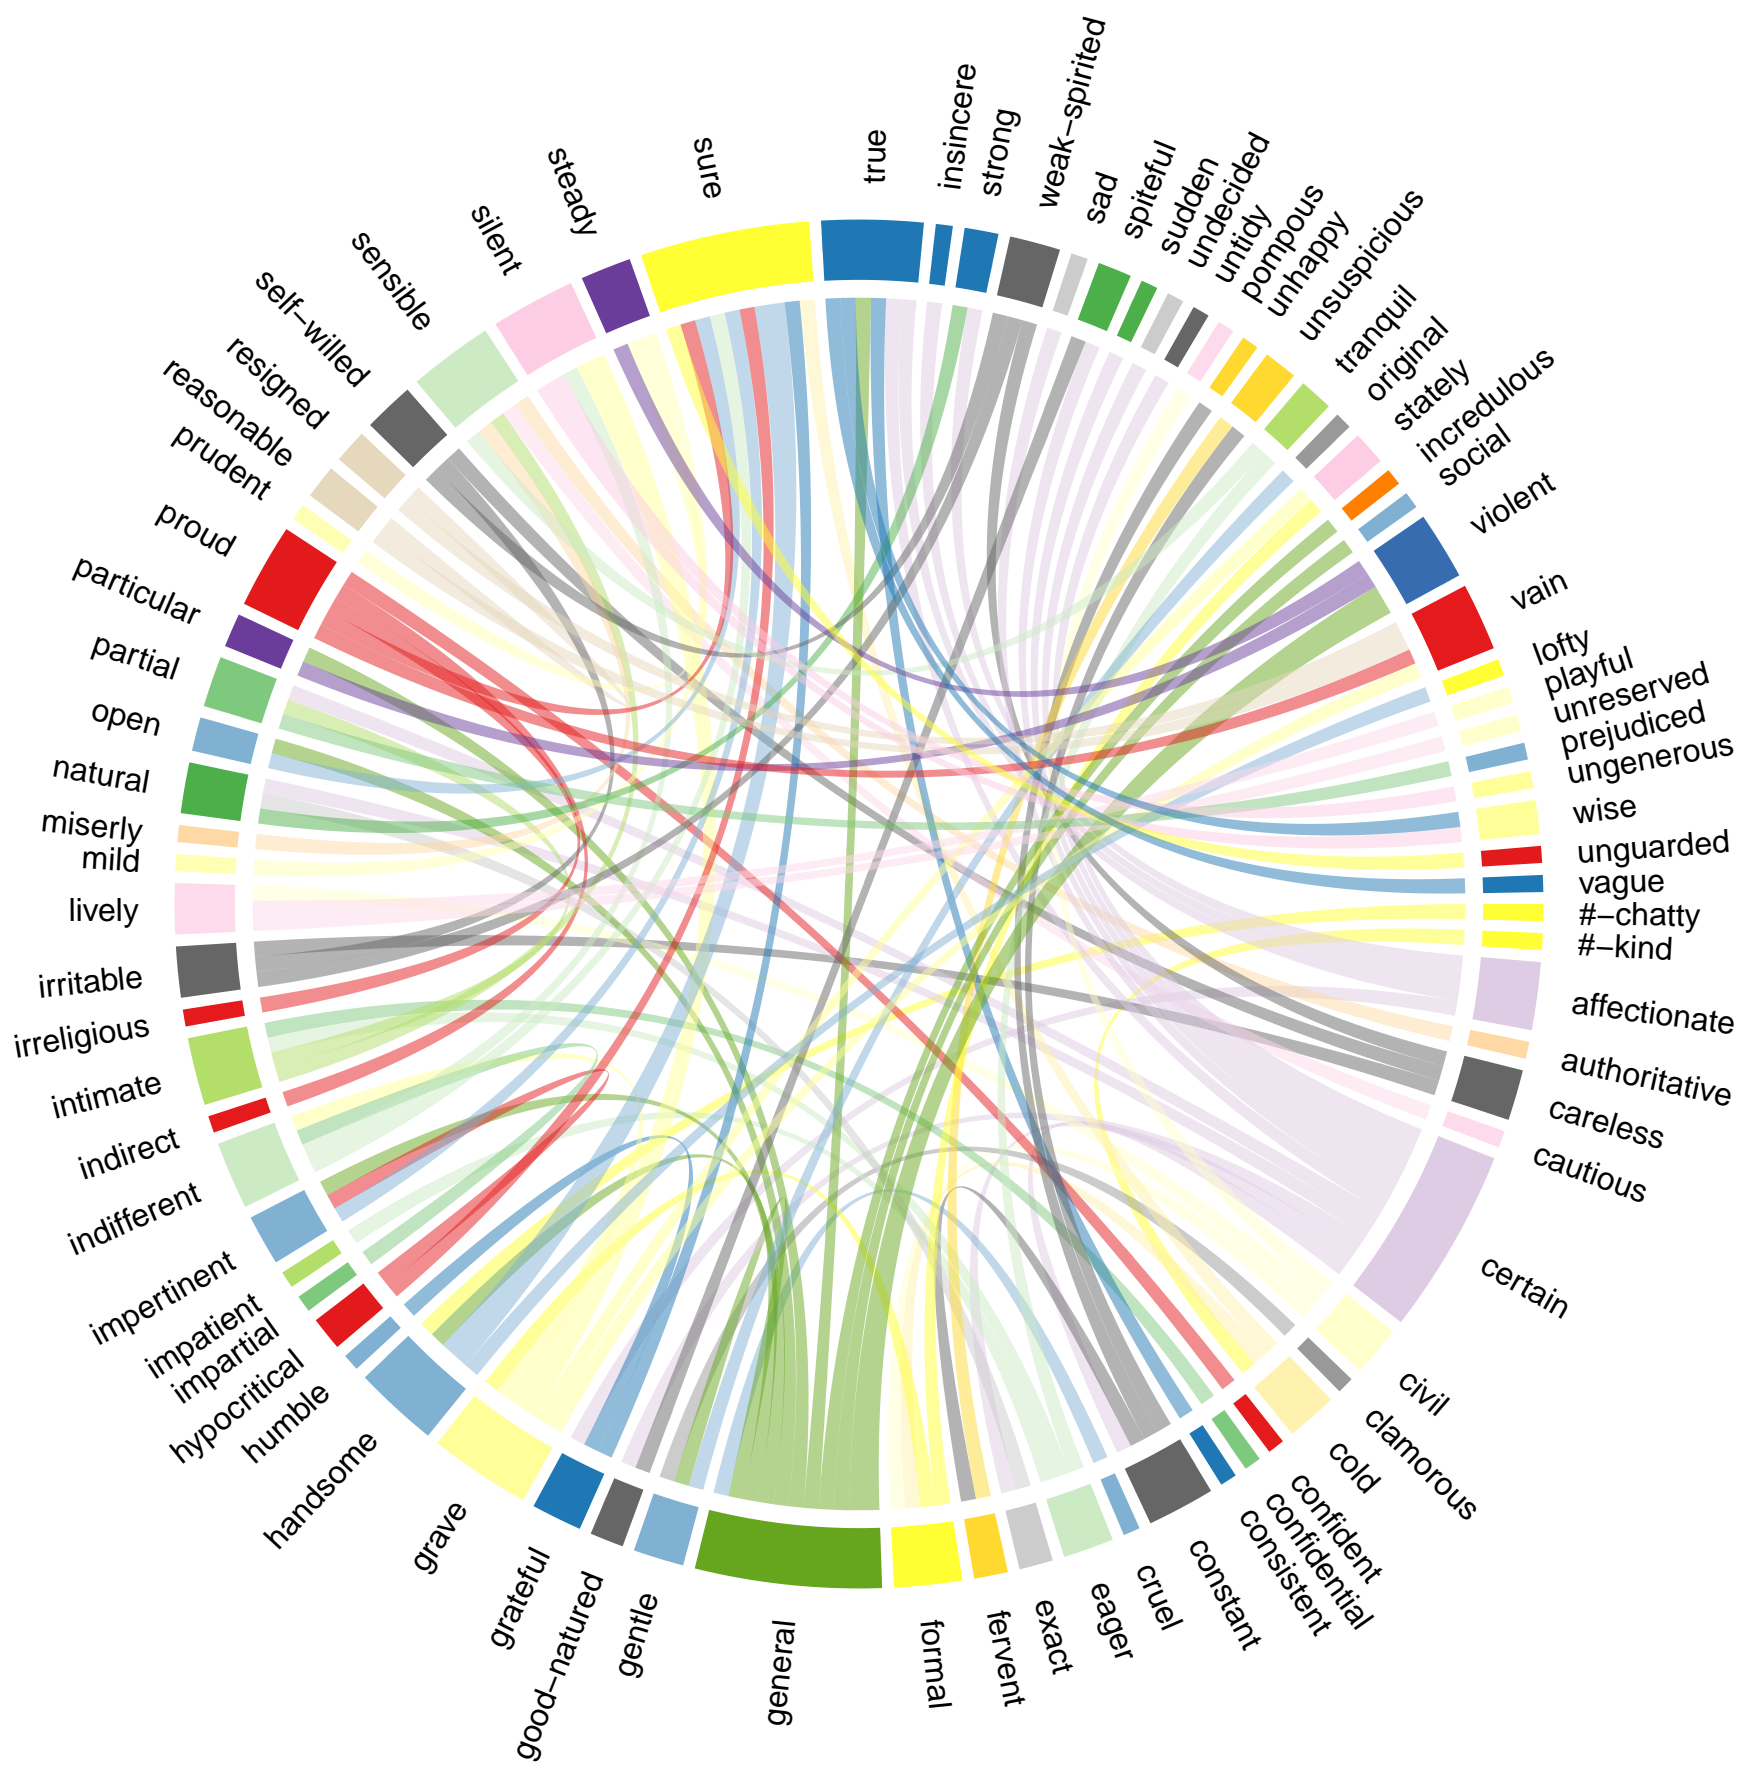 true
insincere
strong
weak–spirited
sad
spiteful
sudden
undecided
untidy
pompous
unhappy
unsuspicious
tranquil
original
stately
incredulous
social
violent
vain
lofty
playful
unreserved
prejudiced
ungenerous
wise
unguarded
vague
#–chatty
#–kind
affectionate
authoritative
careless
cautious
certain
civil
clamorous
cold
confident
confidential
consistent
constant
cruel
eager
exact
fervent
formal
general
gentle
good–natured
grateful
grave
handsome
humble
hypocritical
impartial
impatient
impertinent
indifferent
indirect
intimate
irreligious
irritable
lively
mild
miserly
natural
open
partial
particular
proud
prudent
reasonable
resigned
self–willed
sensible
silent
steady
sure